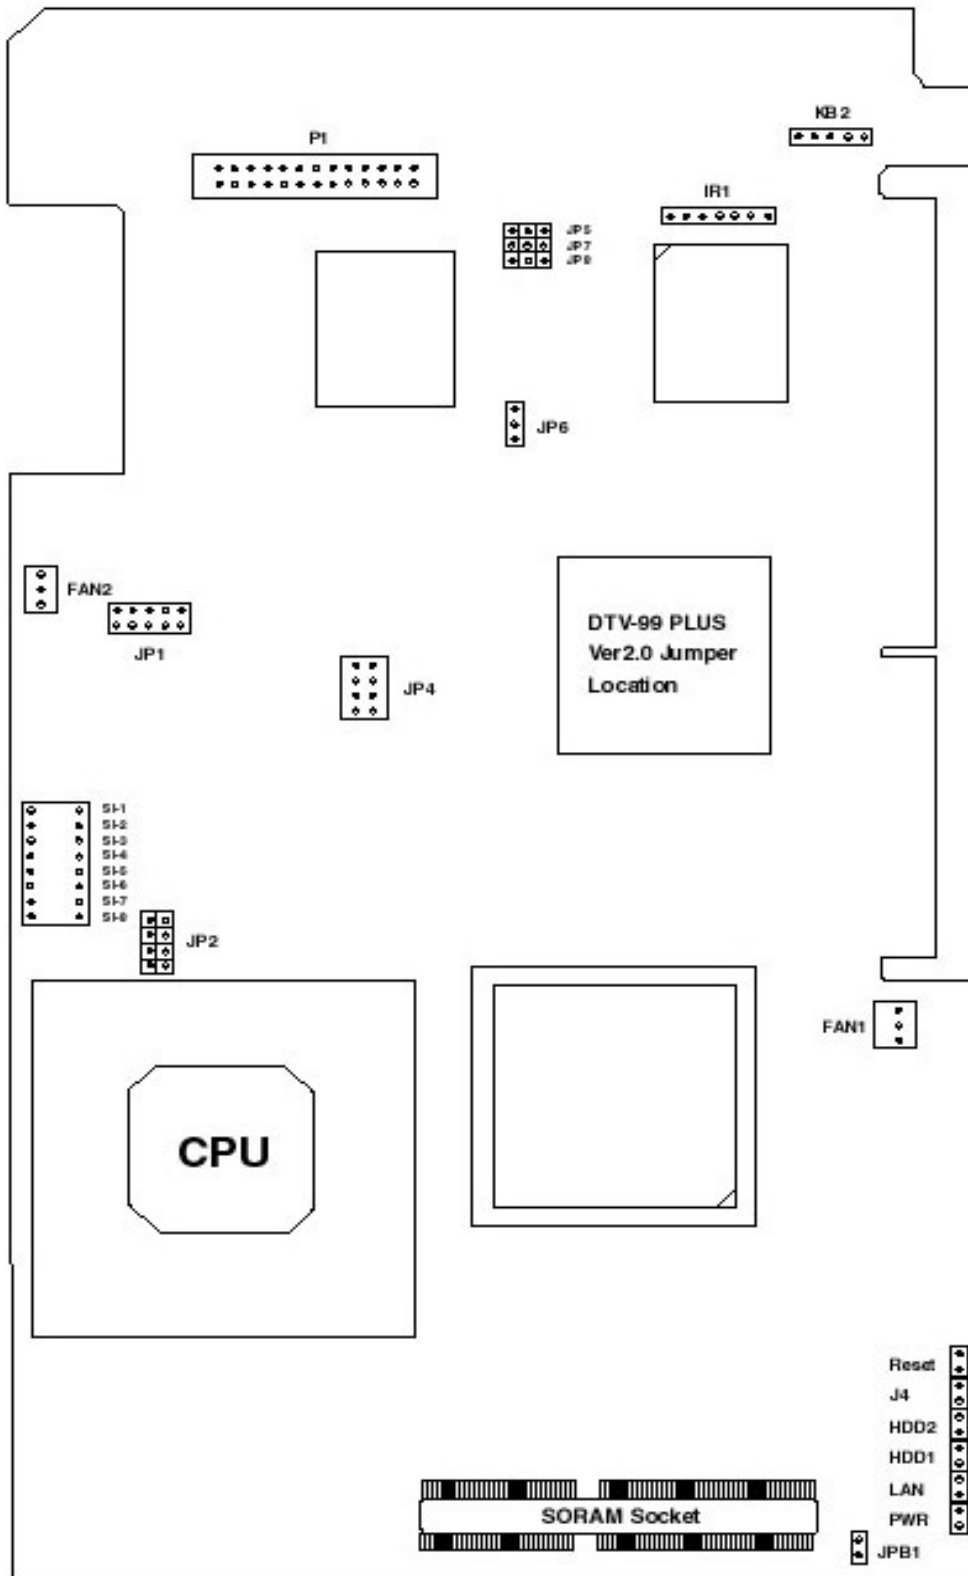 KB2
P1
IR1
JP5
JP7
JP8
JP6
FAN2
JP1
DTV-99 PLUS
Ver2.0 Jumper
Location
JP4
SI-1
SI-2
SI-3
SI-4
SI-5
SI-6
SI-7
SI-8
JP2
FAN1
CPU
Reset
J4
HDD2
HDD1
LAN
PWR
SORAM Socket
JPB1